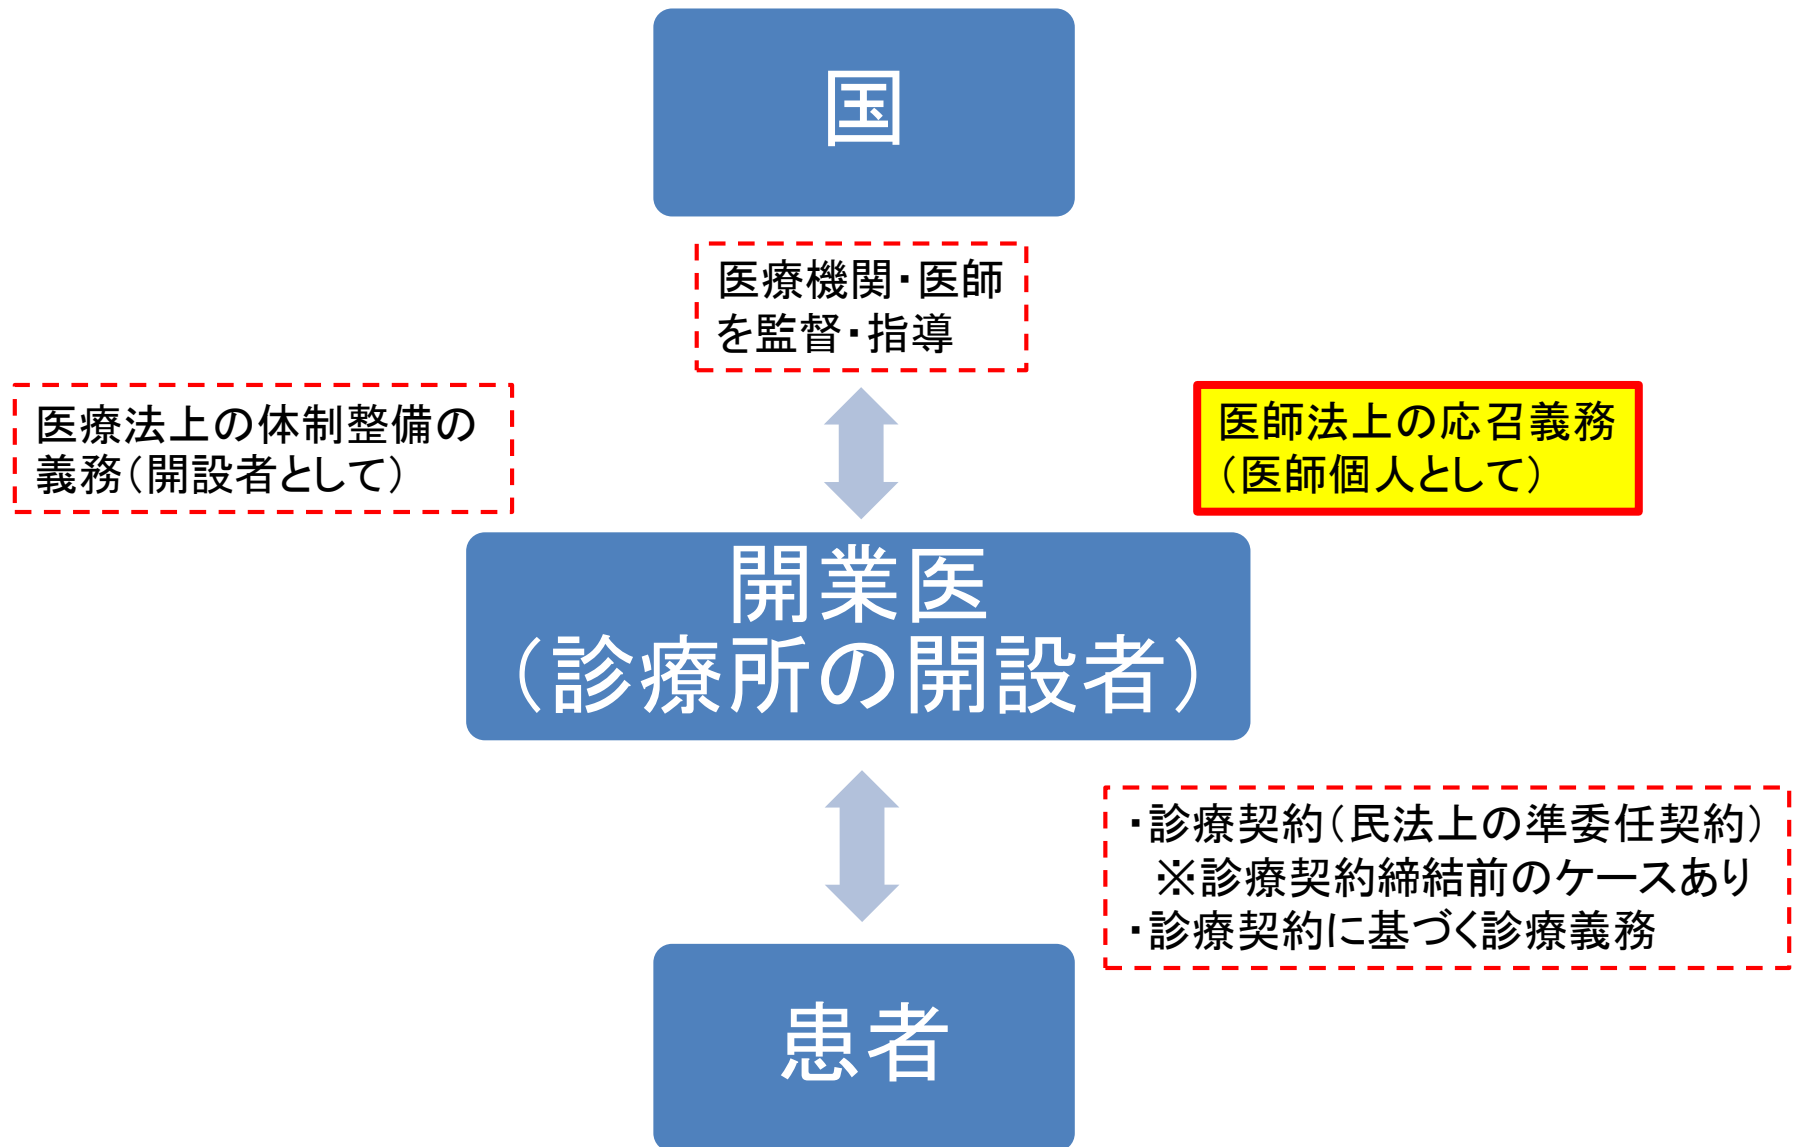 国
医療機関・医師
を監督・指導
医療法上の体制整備の
義務（開設者として）
医師法上の応召義務
（医師個人として）
開業医
（診療所の開設者）
・診療契約（民法上の準委任契約）
※診療契約締結前のケースあり
・診療契約に基づく診療義務
患者